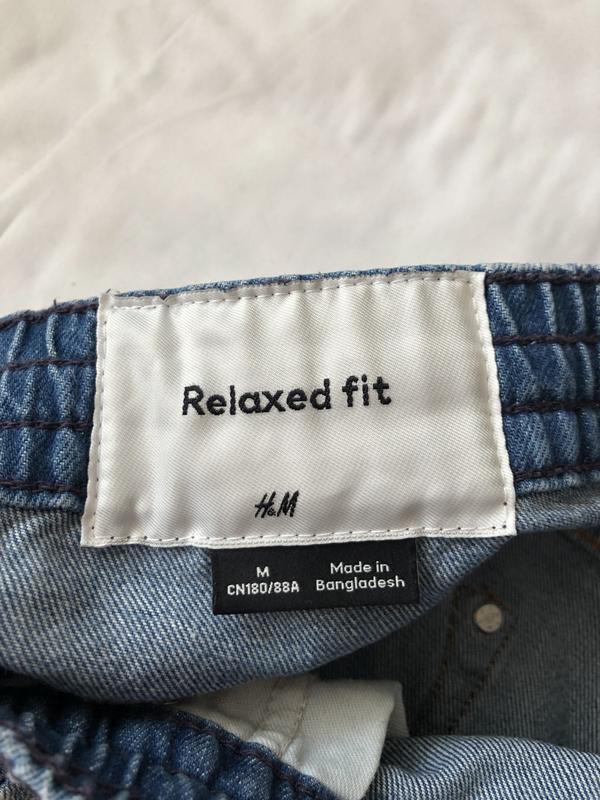 Relaxed fit
H&M
M
CN180/88A
Made in
Bangladesh